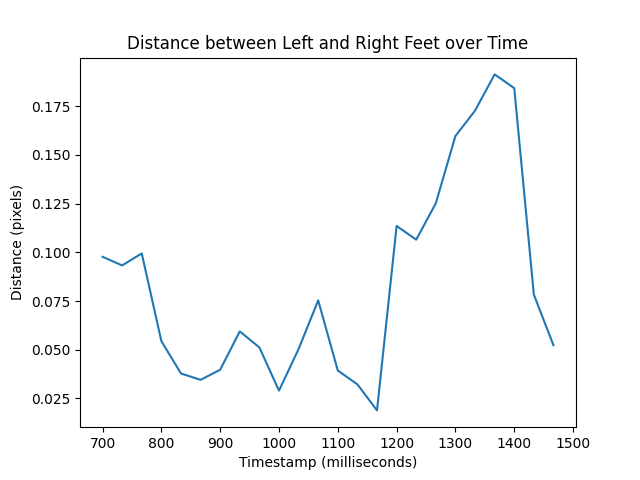 Distance between Left and Right Feet over Time
Distance (pixels)
0.175
0.150
0.125
0.100
0.075
0.050
0.025
700 800 900 1000 1100 1200 1300 1400 1500
Timestamp (milliseconds)